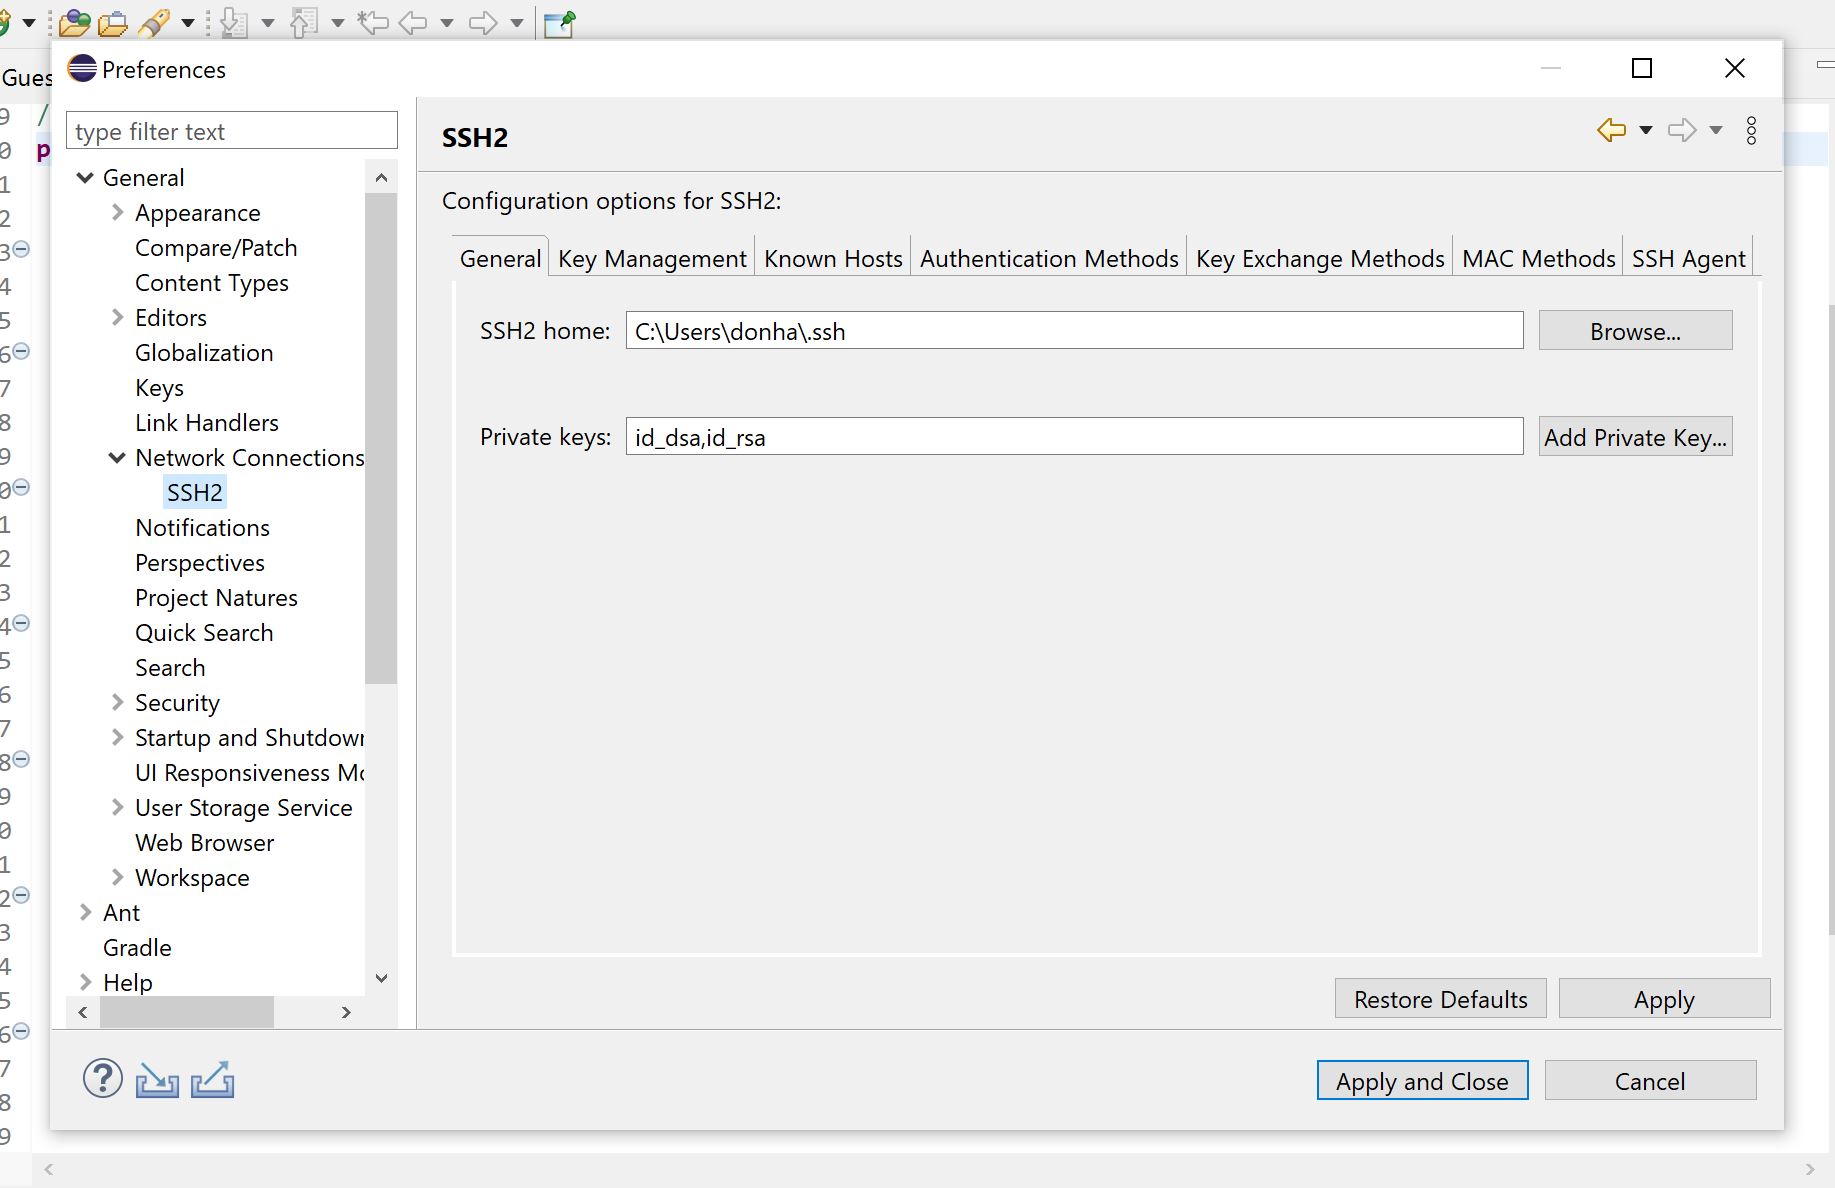 Preferences
Gues
type filter text
SSH2
General
Appearance
Compare/Patch
Content Types
Editors
Globalization
Keys
Link Handlers
Network Connections
SSH2
Notifications
Perspectives
Project Natures
Quick Search
Search
Security
Startup and Shutdown
UI Responsiveness Mo
User Storage Service
Web Browser
Workspace
Ant
Gradle
Help
Configuration options for SSH2:
General Key Management Known Hosts Authentication Methods Key Exchange Methods MAC Methods SSH Agent
SSH2 home: C:\Users\donha\.ssh Browse...
Private keys: id_dsa,id_rsa Add Private Key...
Restore Defaults Apply
Apply and Close Cancel
9 /
0 p
1
2
3
4
5
6
7
8
9
0
1
2
3
4
5
6
7
8
9
0
1
2
3
4
5
6
7
8
9